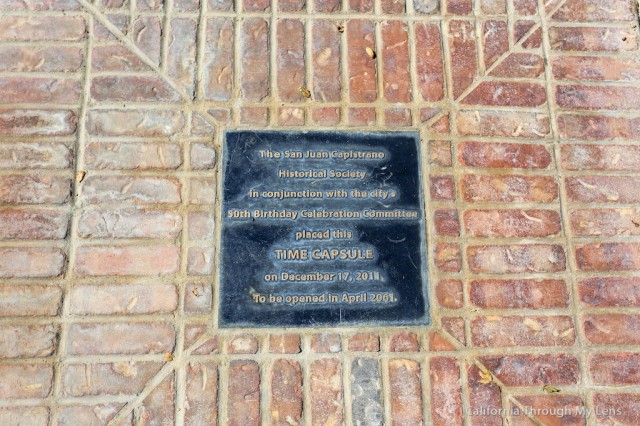 The San Juan Capistrano
Historical Society
in conjunction with the city's
50th Birthday Celebration Committee
placed this
TIME CAPSULE
on December 17, 2011,
To be opened in April 2061.
California Through My Lens